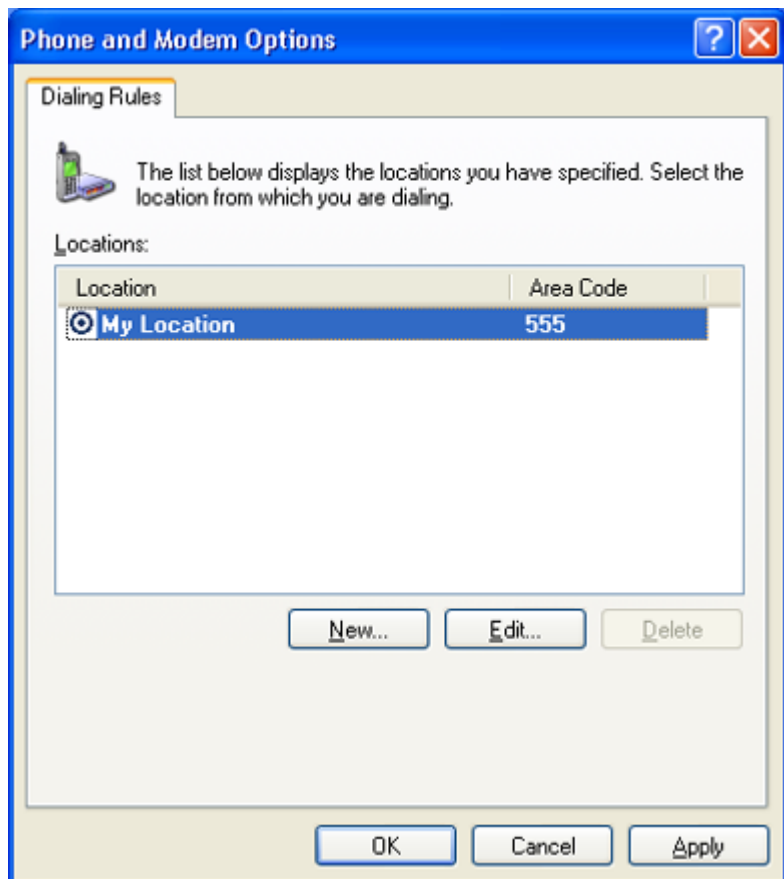 Phone and Modem Options
Dialing Rules
The list below displays the locations you have specified. Select the
location from which you are dialing.
Locations:
Location Area Code
My Location 555
New... Edit... Delete
OK Cancel Apply